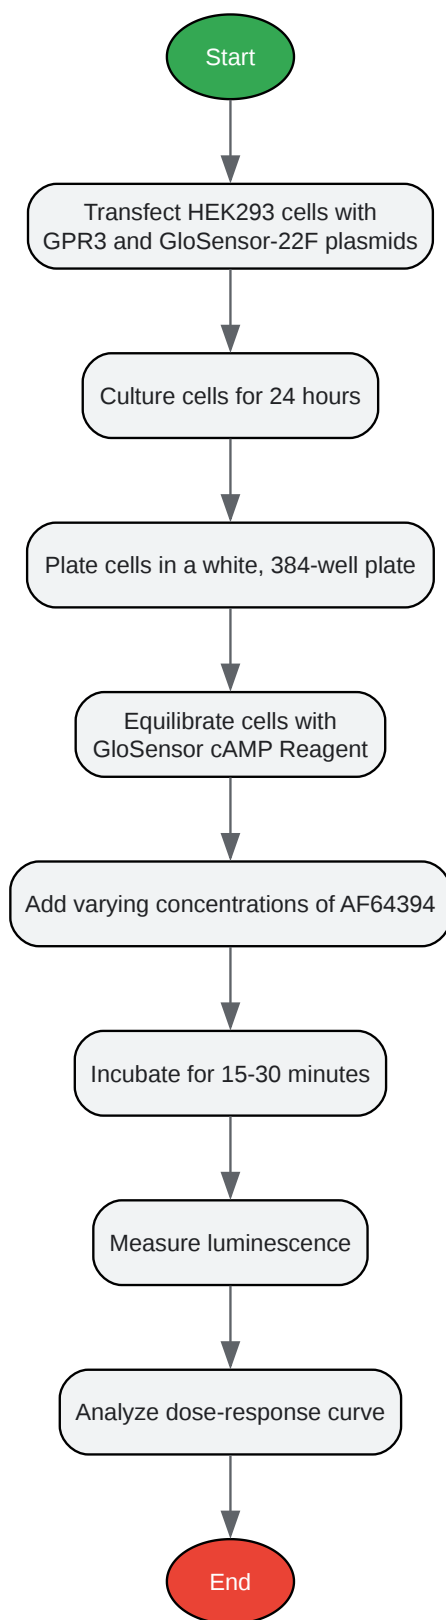 Start
Transfect HEK293 cells with
GPR3 and GloSensor-22F plasmids
Culture cells for 24 hours
Plate cells in a white, 384-well plate
Equilibrate cells with
GloSensor cAMP Reagent
Add varying concentrations of AF64394
Incubate for 15-30 minutes
Measure luminescence
Analyze dose-response curve
End